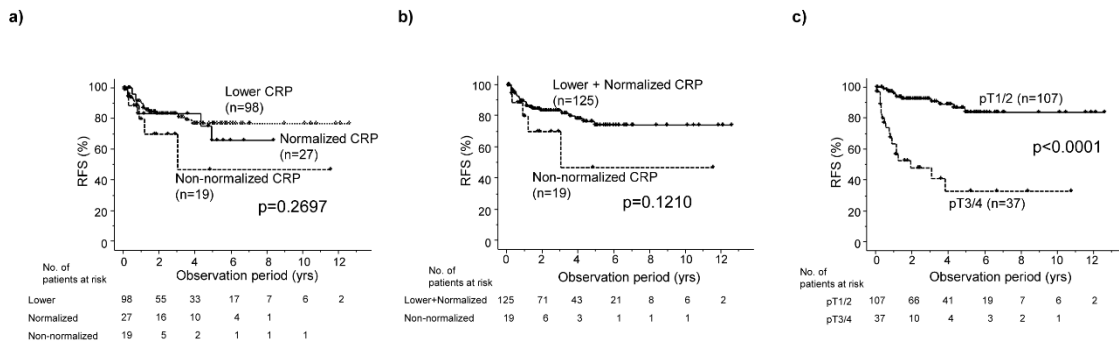 a)
100
80
60
40
20
0
RFS (%)
Lower CRP
(n=98)
Normalized CRP
(n=27)
Non-normalized CRP
(n=19)
p=0.2697
0 2 4 6 8 10 12
Observation period (yrs)
No. of
patients at risk
Lower 98 55 33 17 7 6 2
Normalized 27 16 10 4 1
Non-normalized 19 5 2 1 1 1
b)
100
80
60
40
20
0
RFS (%)
Lower + Normalized CRP
(n=125)
Non-normalized CRP
(n=19)
p=0.1210
0 2 4 6 8 10 12
Observation period (yrs)
No. of
patients at risk
Lower+Normalized 125 71 43 21 8 6 2
Non-normalized 19 6 3 1 1 1
c)
100
80
60
40
20
0
RFS (%)
pT1/2 (n=107)
p<0.0001
pT3/4 (n=37)
0 2 4 6 8 10 12
Observation period (yrs)
No. of
patients at risk
pT1/2 107 66 41 19 7 6 2
pT3/4 37 10 4 3 2 1